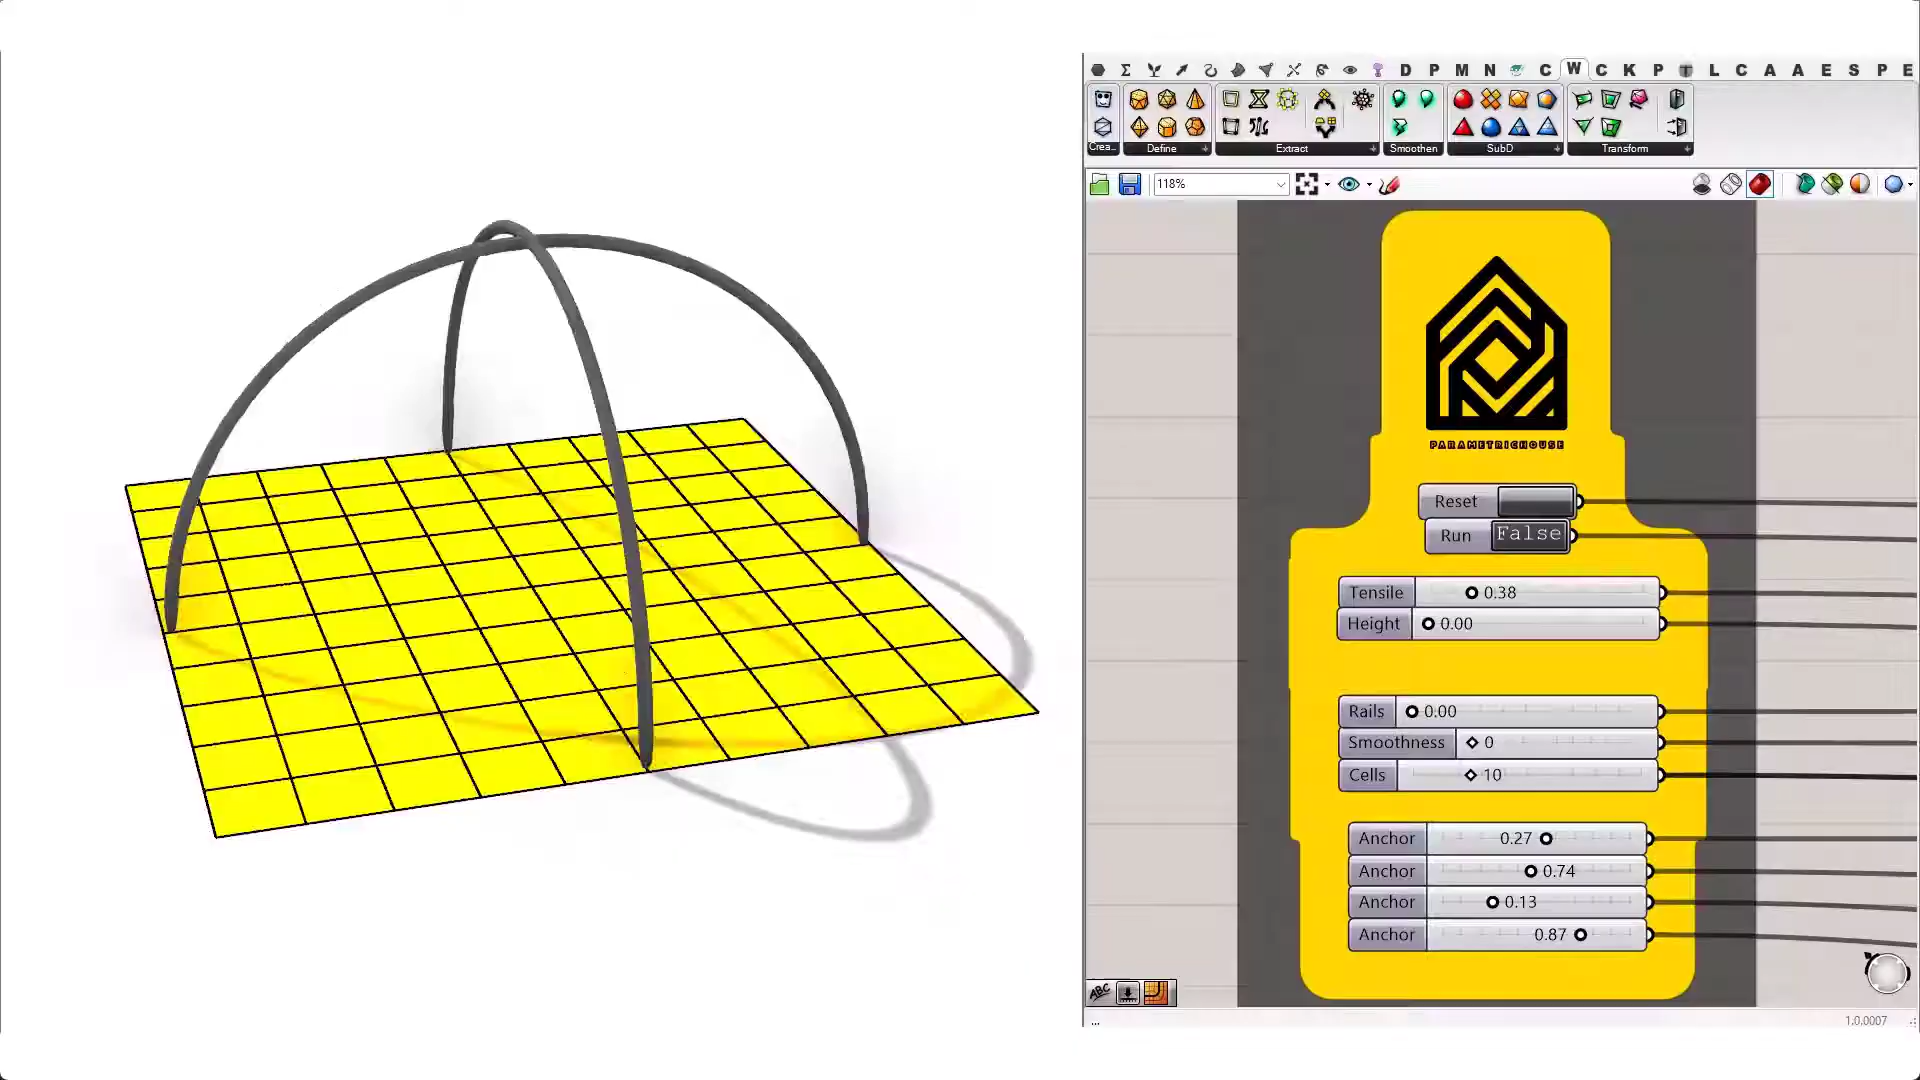 D P M N C W C K P L C A A E S P E
Crea... Define Extract Smoothen SubD Transform
118%
PARAMETRICHOUSE
Reset
Run False
Tensile 0.38
Height 0.00
Rails 0.00
Smoothness 0
Cells 10
Anchor 0.27
Anchor 0.74
Anchor 0.13
Anchor 0.87
ABC
...
1.0.0007